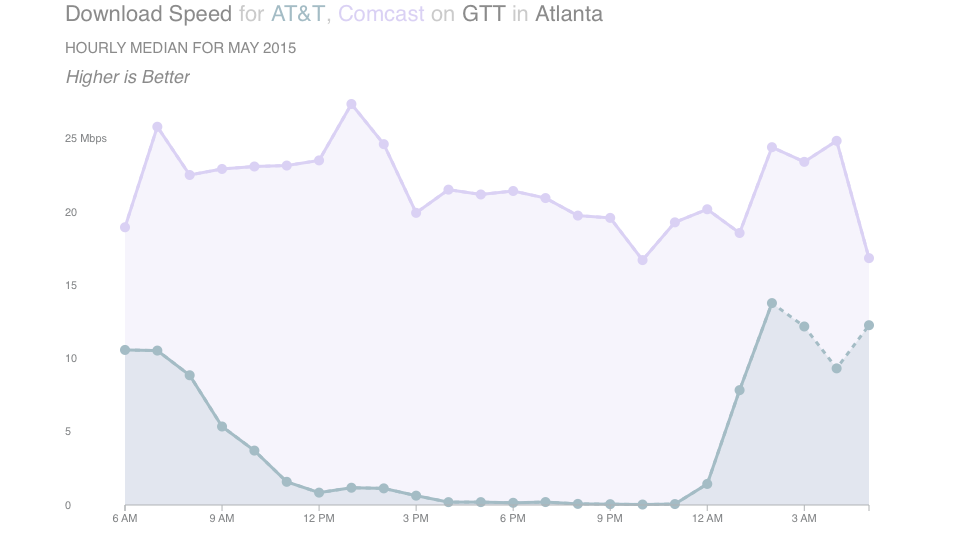 Download Speed for AT&T, Comcast on GTT in Atlanta
HOURLY MEDIAN FOR MAY 2015
Higher is Better
25 Mbps
20
15
10
5
0
6 AM 9 AM 12 PM 3 PM 6 PM 9 PM 12 AM 3 AM